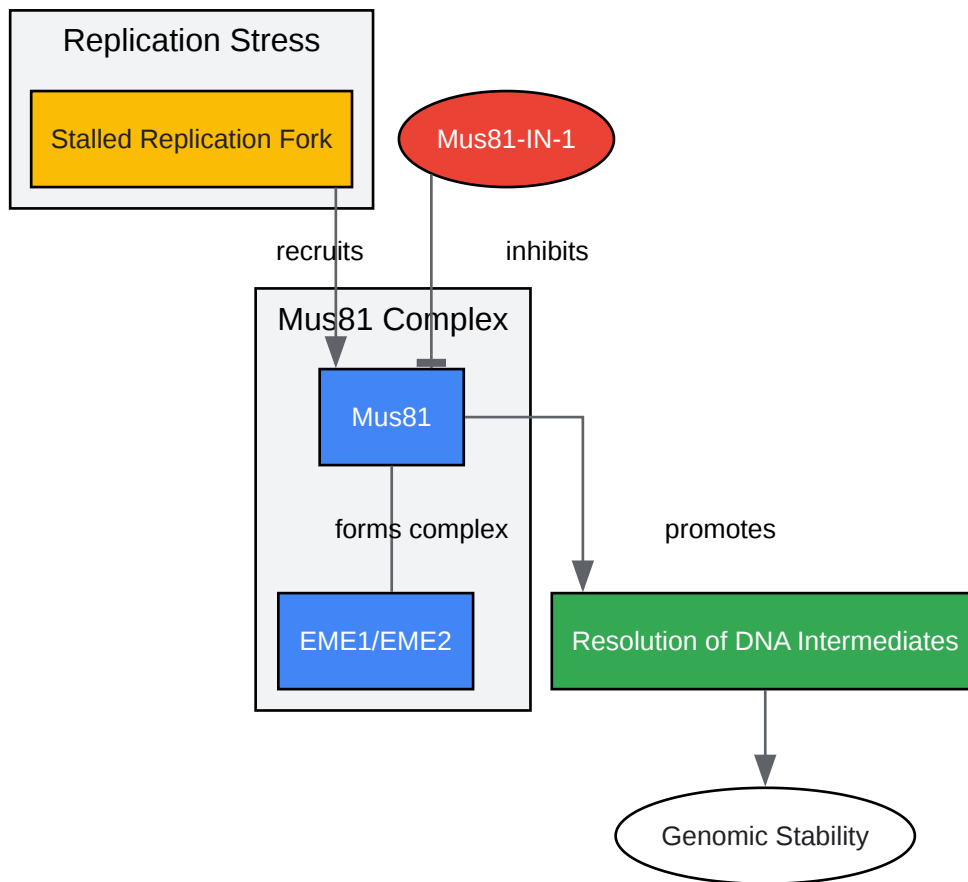 Replication Stress
Stalled Replication Fork
Mus81-IN-1
recruits
inhibits
Mus81 Complex
Mus81
forms complex
promotes
EME1/EME2
Resolution of DNA Intermediates
Genomic Stability